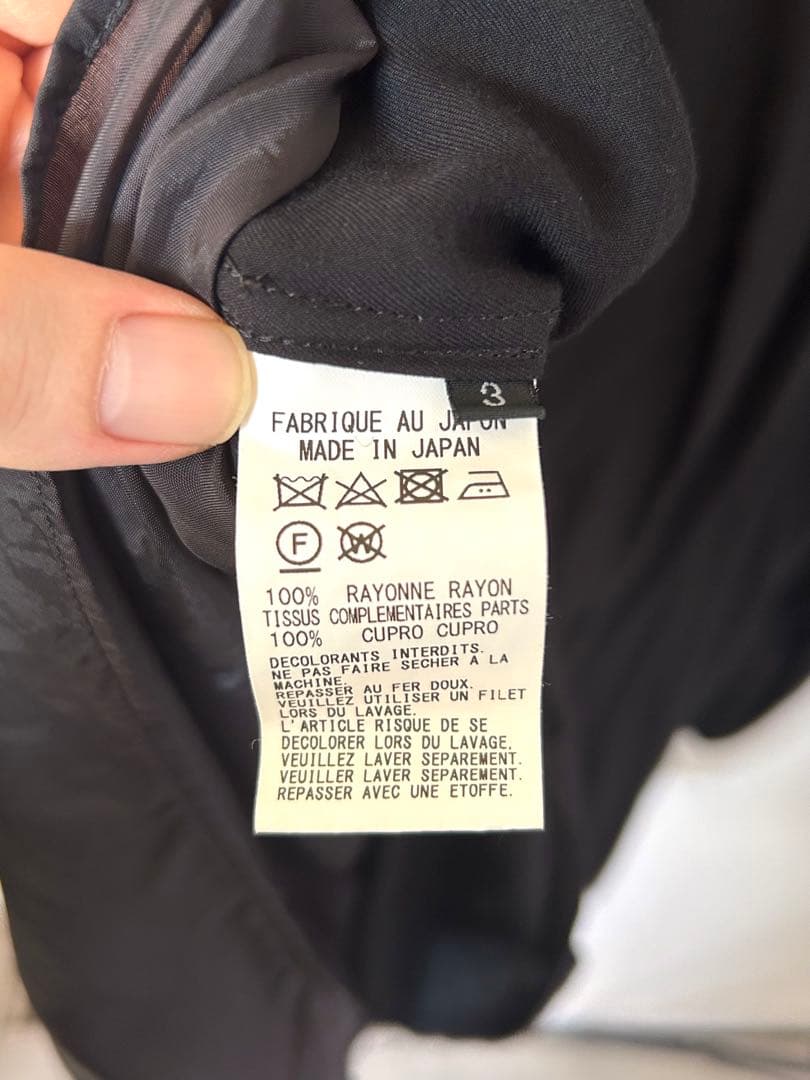 3
FABRIQUE AU JAPON
MADE IN JAPAN
F W
100% RAYONNE RAYON
TISSUS COMPLEMENTAIRES PARTS
100% CUPRO CUPRO
DECOLORANTS INTERDITS.
NE PAS FAIRE SECHER A LA
MACHINE.
REPASSER AU FER DOUX.
VEUILLEZ UTILISER UN FILET
LORS DU LAVAGE.
L'ARTICLE RISQUE DE SE
DECOLORER LORS DU LAVAGE.
VEUILLEZ LAVER SEPAREMENT.
VEUILLER LAVER SEPAREMENT.
REPASSER AVEC UNE ETOFFE.